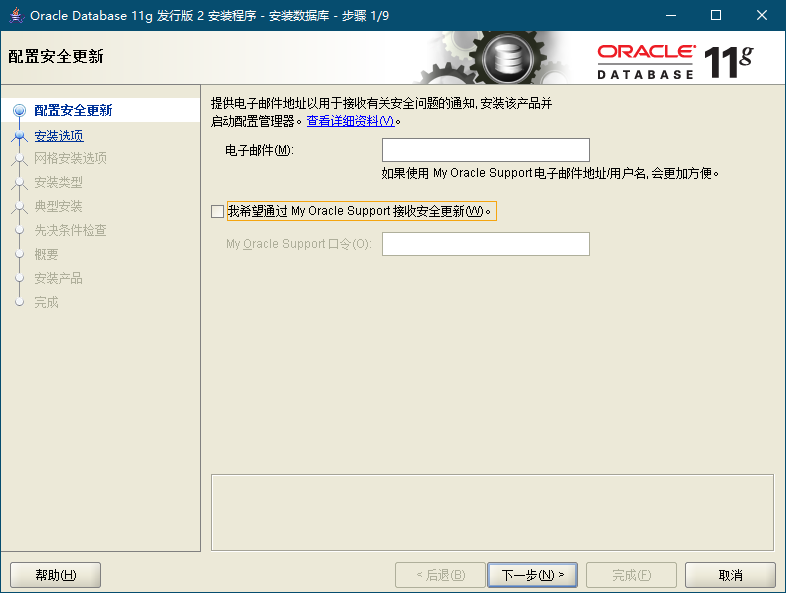 Oracle Database 11g 发行版 2 安装程序 - 安装数据库 - 步骤 1/9
配置安全更新
ORACLE
DATABASE
11g
配置安全更新
安装选项
网格安装选项
安装类型
典型安装
先决条件检查
概要
安装产品
完成
提供电子邮件地址以用于接收有关安全问题的通知, 安装该产品并
启动配置管理器。查看详细资料(V)。
电子邮件(M):
如果使用 My Oracle Support 电子邮件地址/用户名, 会更加方便。
我希望通过 My Oracle Support 接收安全更新(W)。
My Oracle Support 口令(O):
帮助(H)
< 后退(B)
下一步(N) >
完成(F)
取消